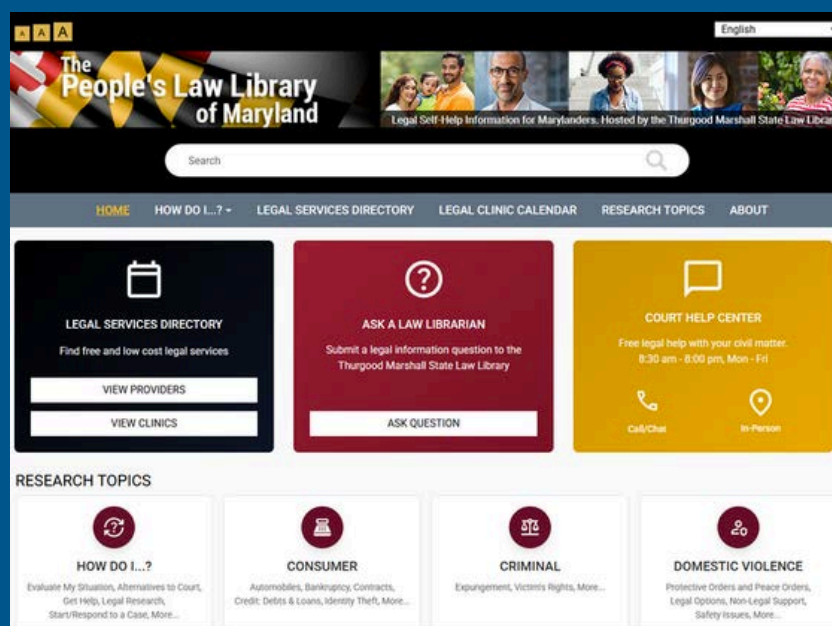 A A A
English
The
People's Law Library
of Maryland
Legal Self-Help Information for Marylanders. Hosted by the Thurgood Marshall State Law Librar
Search
HOME HOW DO I...? LEGAL SERVICES DIRECTORY LEGAL CLINIC CALENDAR RESEARCH TOPICS ABOUT
LEGAL SERVICES DIRECTORY
Find free and low cost legal services
VIEW PROVIDERS
VIEW CLINICS
ASK A LAW LIBRARIAN
Submit a legal information question to the
Thurgood Marshall State Law Library
ASK QUESTION
COURT HELP CENTER
Free legal help with your civil matter.
8:30 am - 8:00 pm, Mon - Fri
Call/Chat
In-Person
RESEARCH TOPICS
HOW DO I...?
Evaluate My Situation, Alternatives to Court,
Get Help, Legal Research,
Start/Respond to a Case, More...
CONSUMER
Automobiles, Bankruptcy, Contracts,
Credit: Debts & Loans, Identity Theft, More...
CRIMINAL
Expungement, Victim's Rights, More...
DOMESTIC VIOLENCE
Protective Orders and Peace Orders,
Legal Options, Non-Legal Support,
Safety Issues, More...